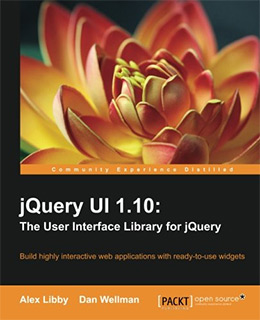 Community Experience Distilled
jQuery UI 1.10:
The User Interface Library for jQuery
Build highly interactive web applications with ready-to-use widgets
Alex Libby Dan Wellman
[PACKT] open source*
PUBLISHING